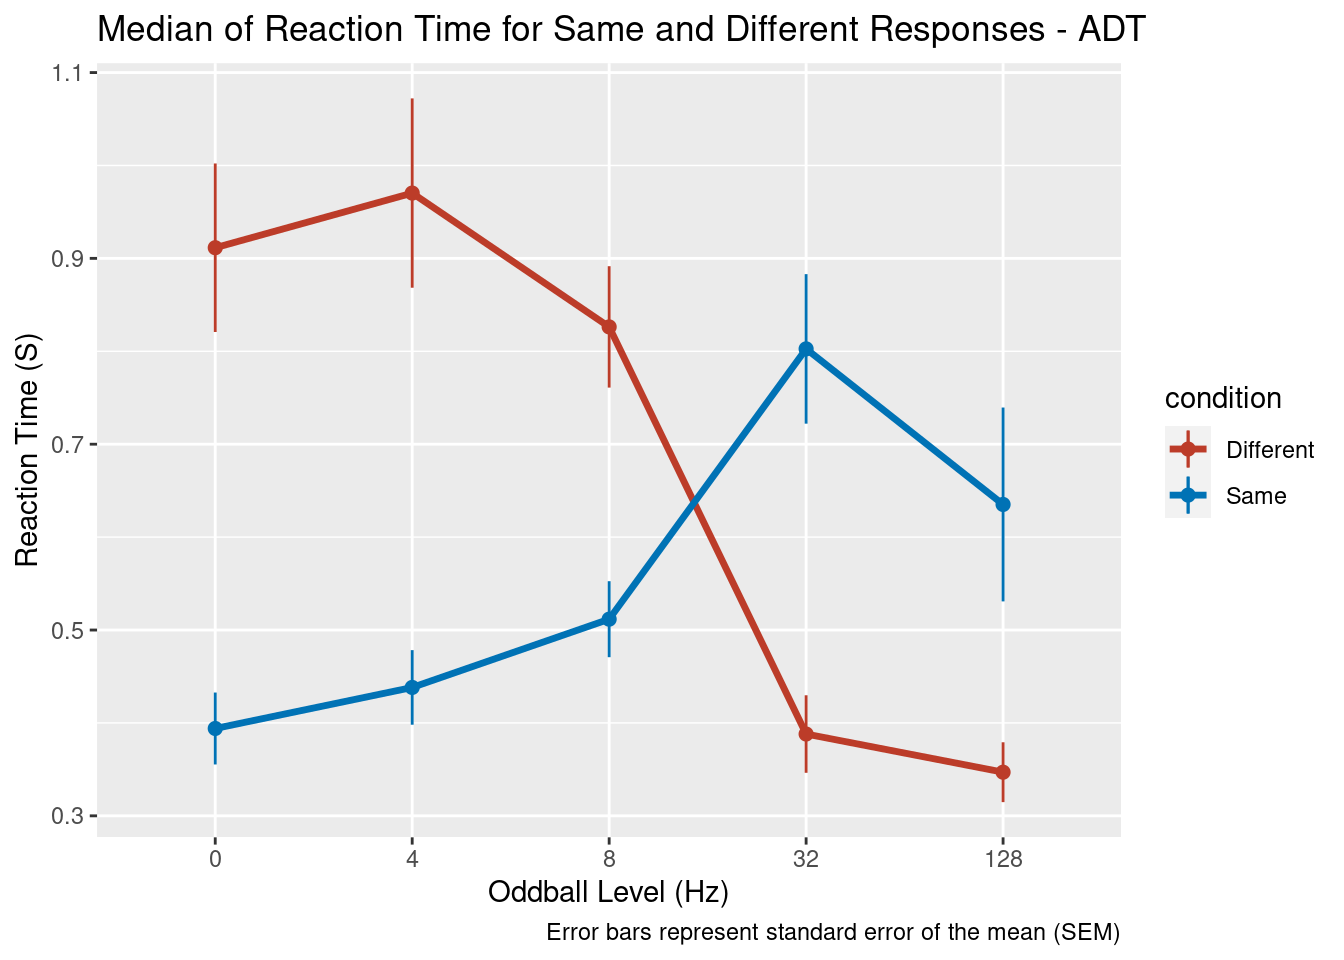 Median of Reaction Time for Same and Different Responses - ADT
1.1
0.9
0.7
0.5
0.3
Reaction Time (S)
0 4 8 32 128
Oddball Level (Hz)
Error bars represent standard error of the mean (SEM)
condition
Different
Same